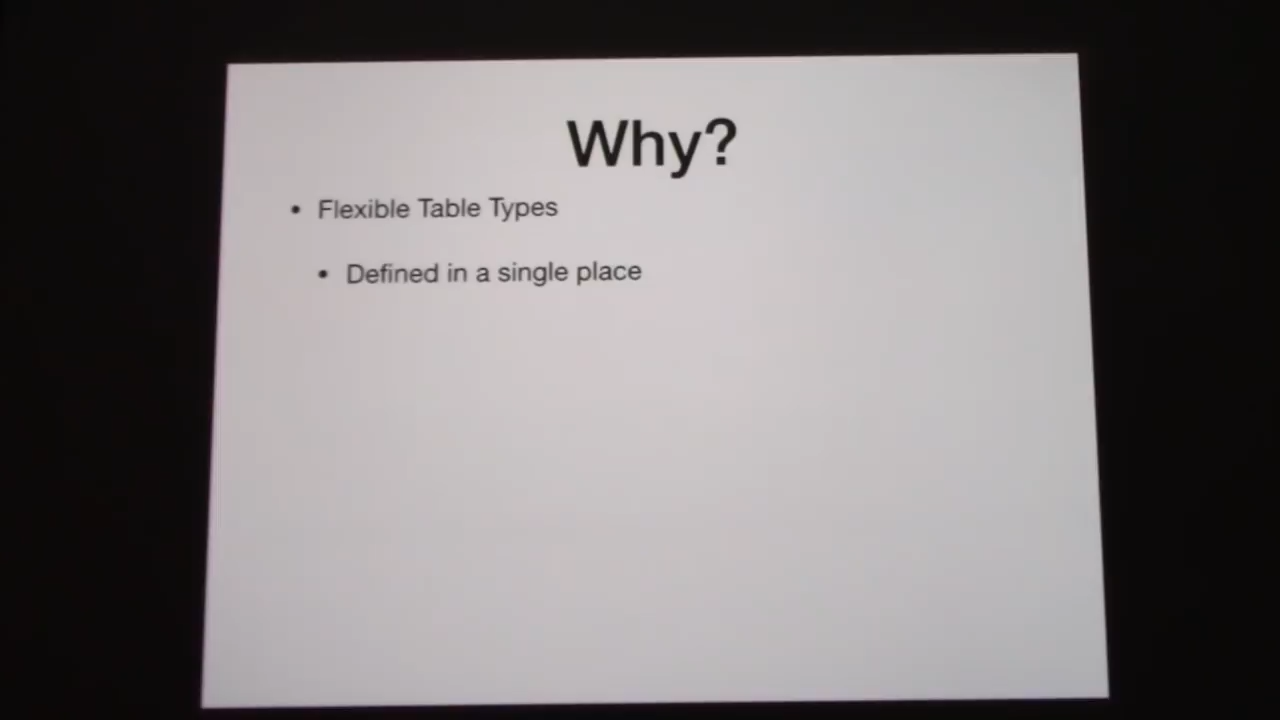 Why?
• Flexible Table Types
• Defined in a single place